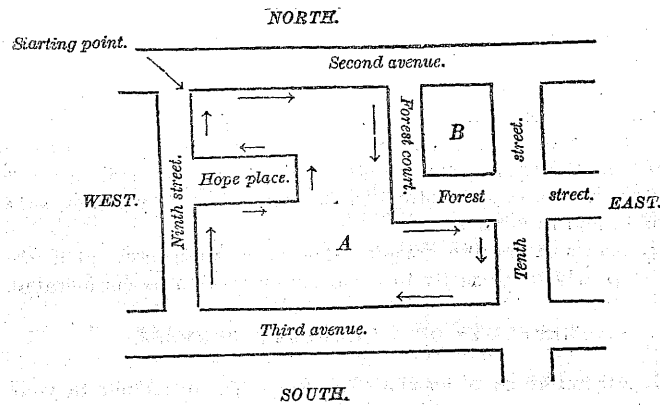 NORTH.
Starting point.
Second avenue.
Forest court.
B
street.
Hope place.
WEST.
Ninth street.
Forest
street.
EAST.
A
Tenth
Third avenue.
SOUTH.